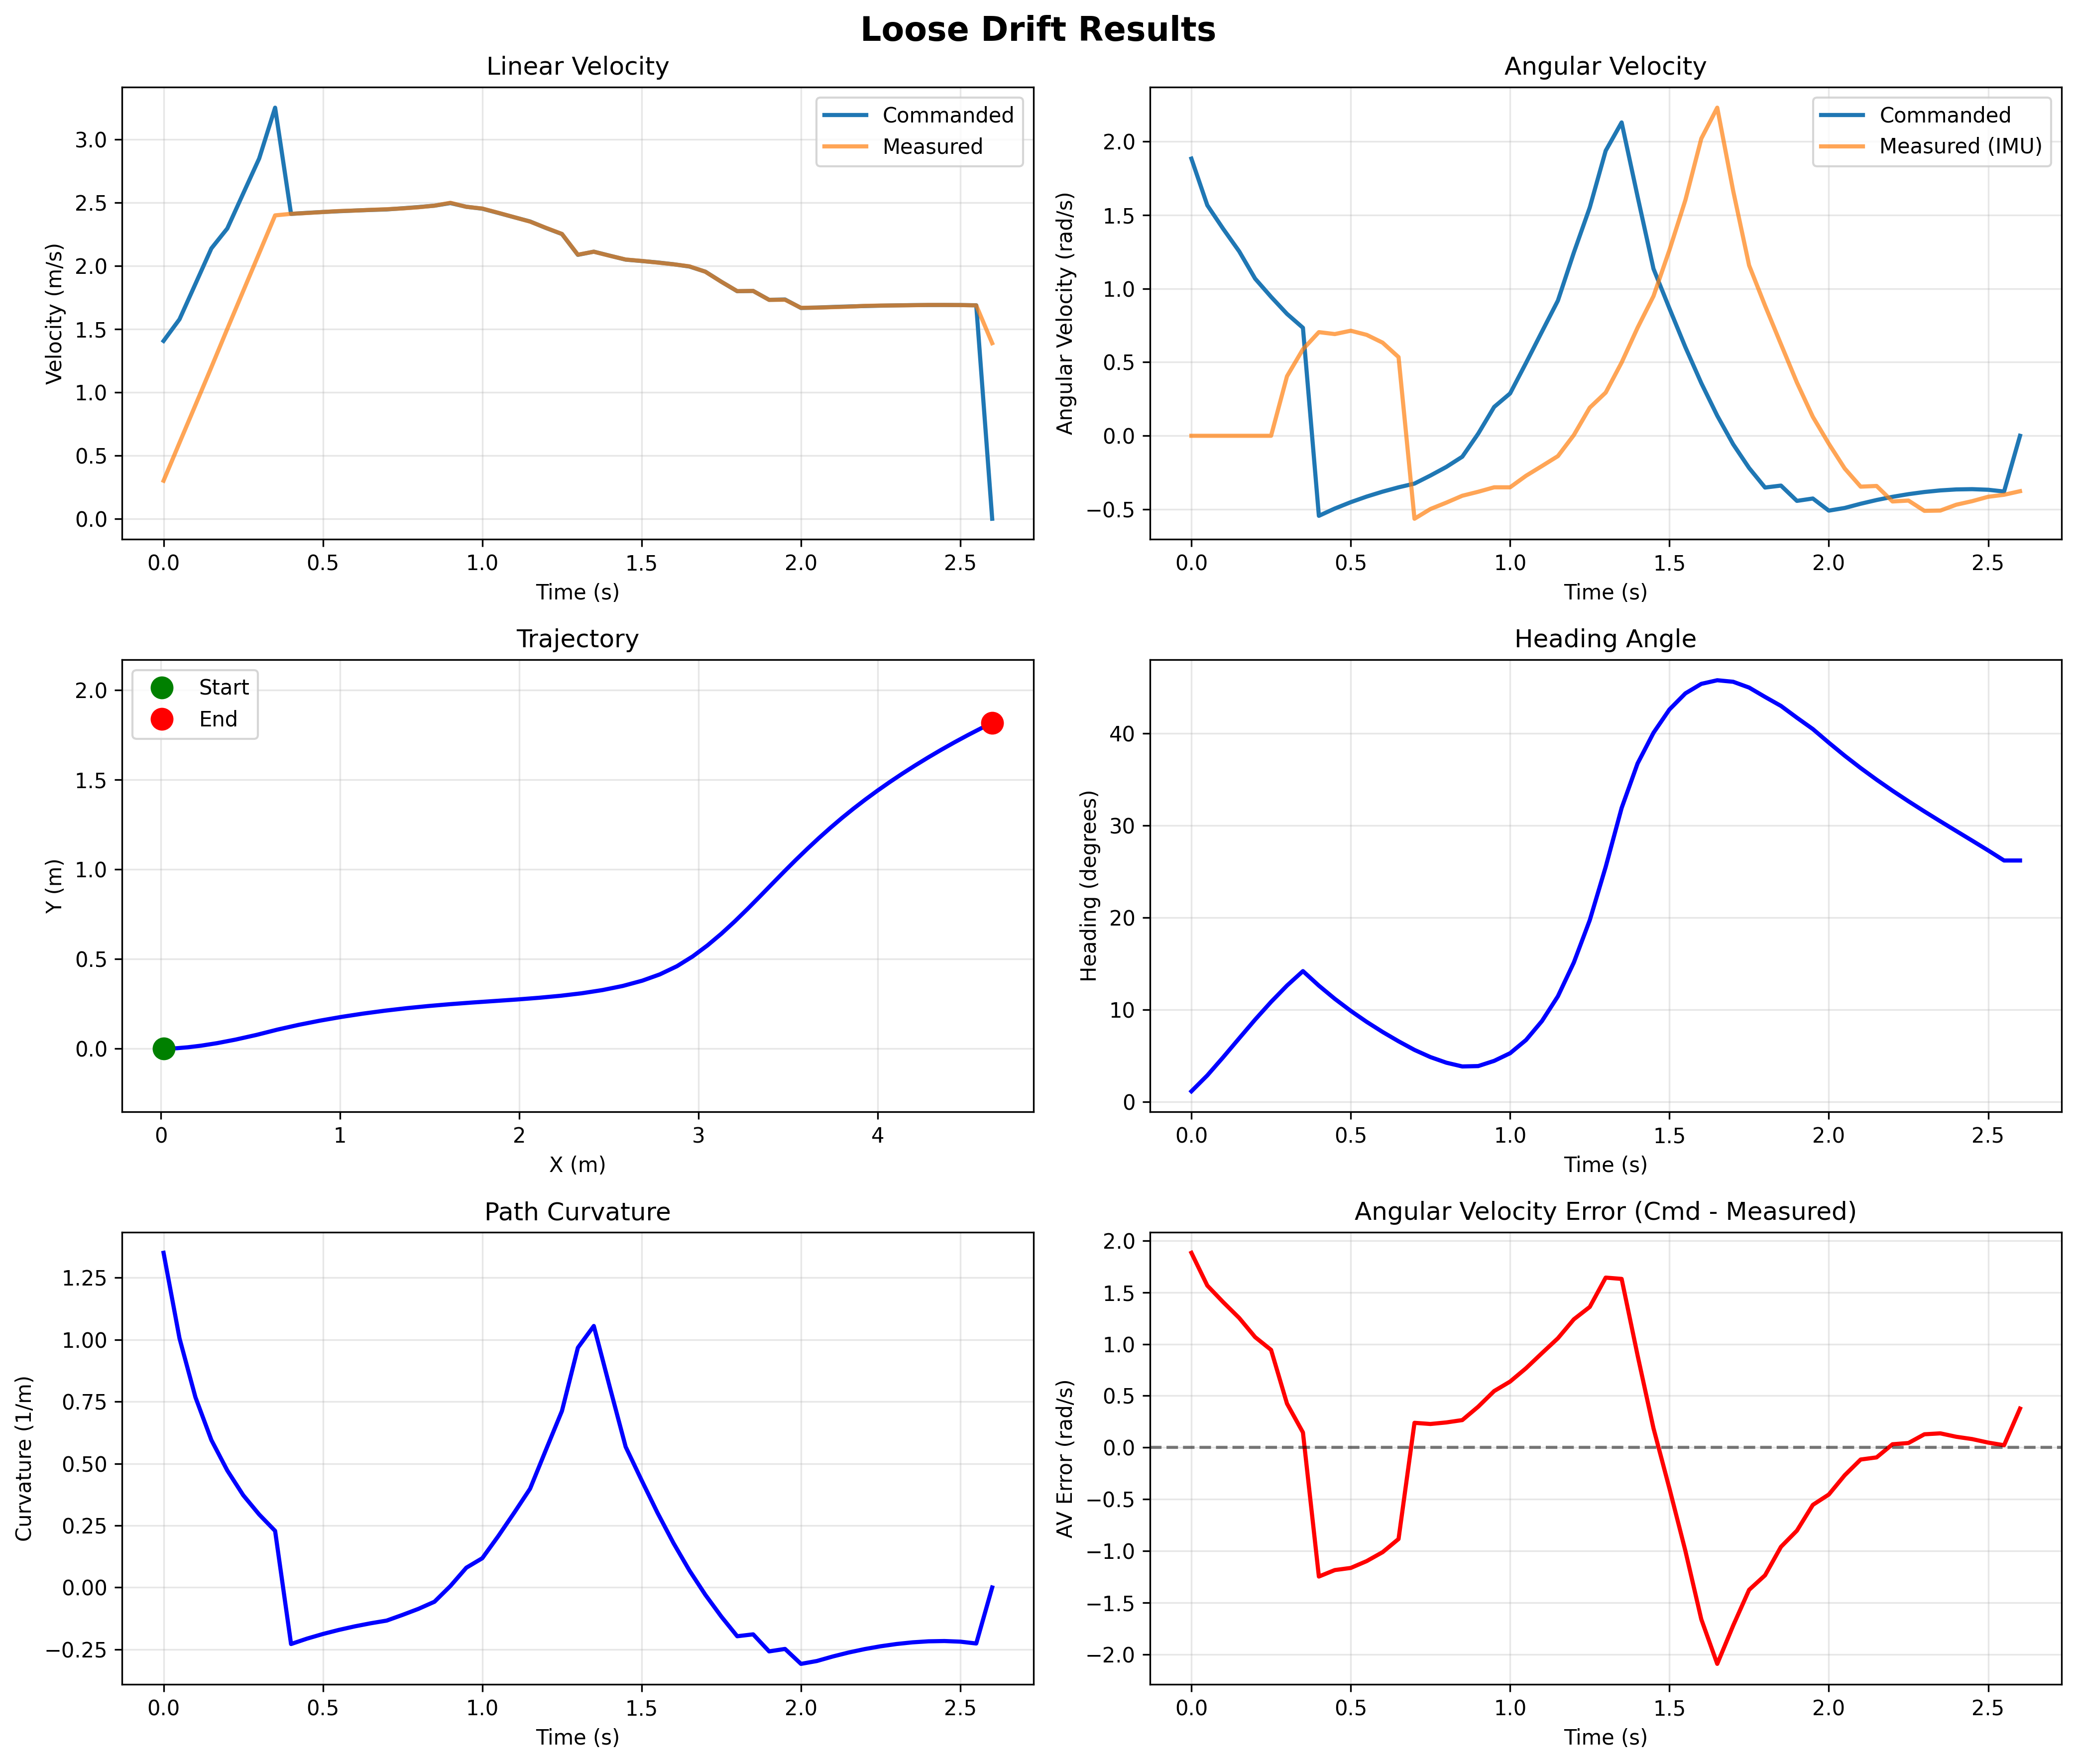 Loose Drift Results
Linear Velocity
Velocity (m/s)
3.0
2.5
2.0
1.5
1.0
0.5
0.0
Commanded
Measured
0.0 0.5 1.0 1.5 2.0 2.5
Time (s)
Angular Velocity
Angular Velocity (rad/s)
2.0
1.5
1.0
0.5
0.0
−0.5
Commanded
Measured (IMU)
0.0 0.5 1.0 1.5 2.0 2.5
Time (s)
Trajectory
Y (m)
2.0
1.5
1.0
0.5
0.0
Start
End
0 1 2 3 4
X (m)
Heading Angle
Heading (degrees)
40
30
20
10
0
0.0 0.5 1.0 1.5 2.0 2.5
Time (s)
Path Curvature
Curvature (1/m)
1.25
1.00
0.75
0.50
0.25
0.00
−0.25
0.0 0.5 1.0 1.5 2.0 2.5
Time (s)
Angular Velocity Error (Cmd - Measured)
AV Error (rad/s)
2.0
1.5
1.0
0.5
0.0
−0.5
−1.0
−1.5
−2.0
0.0 0.5 1.0 1.5 2.0 2.5
Time (s)